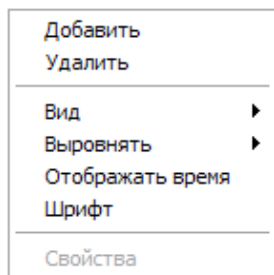 Добавить
Удалить
Вид
Выровнять
Отображать время
Шрифт
Свойства